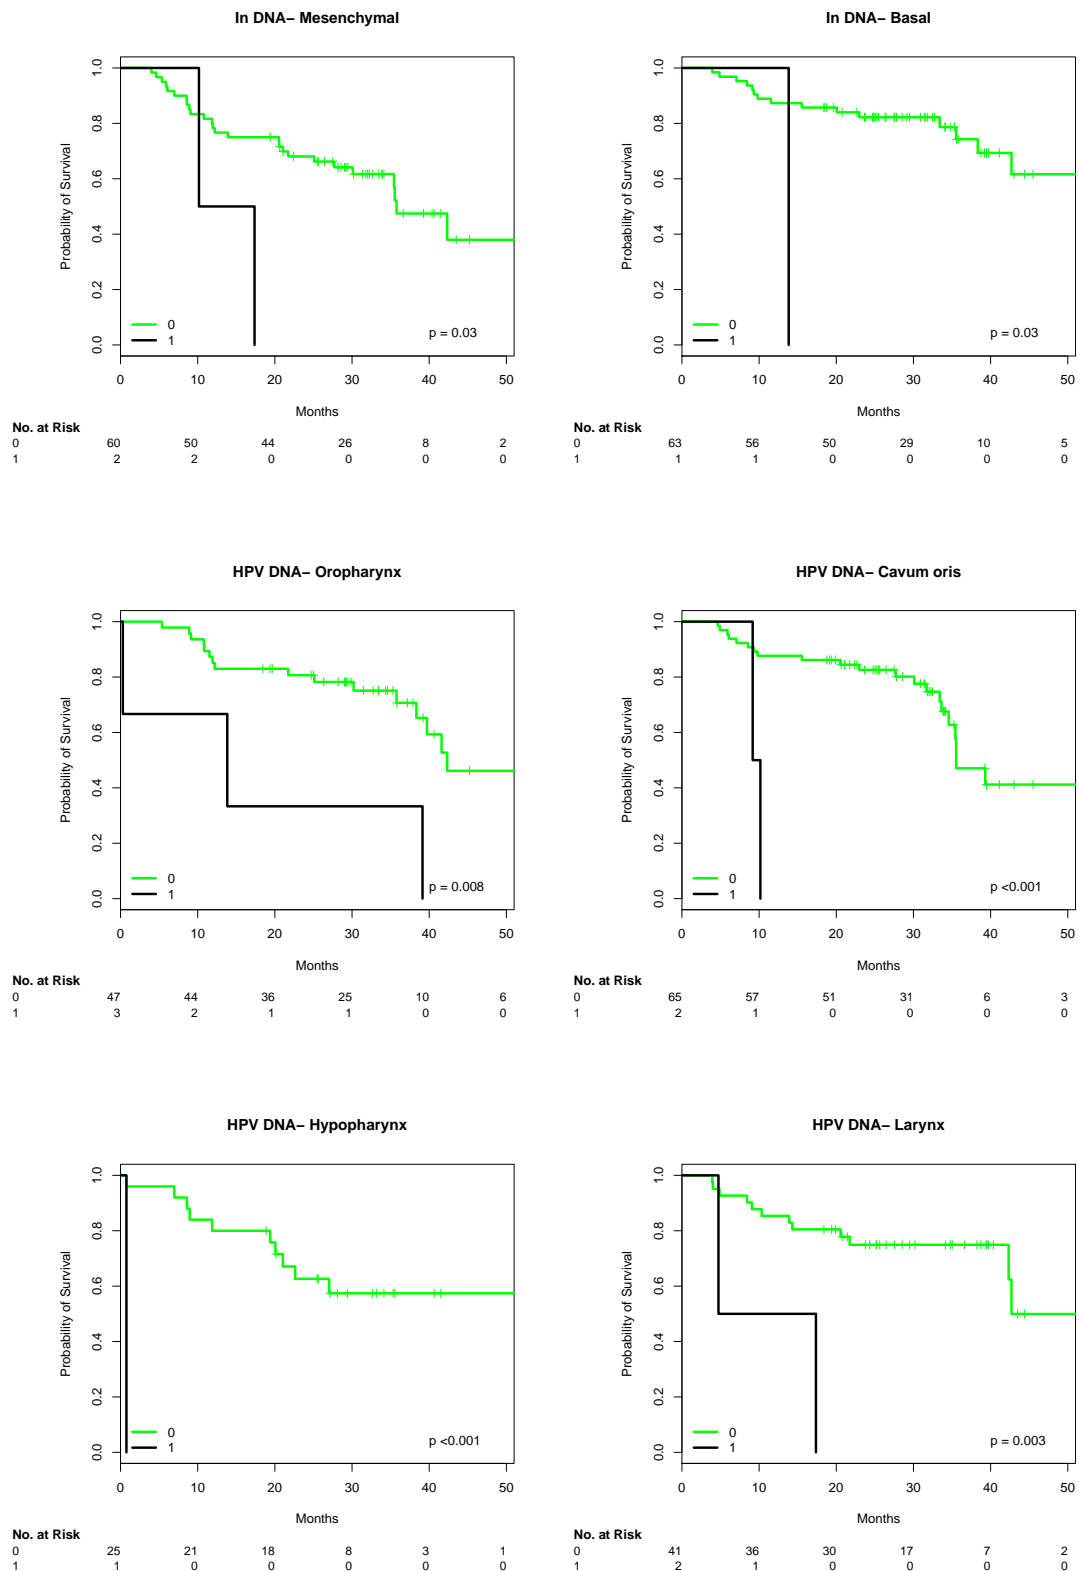 In DNA– Mesenchymal
Probability of Survival
1.0
0.8
0.6
0.4
0.2
0.0
0
1
p = 0.03
0 10 20 30 40 50
Months
No. at Risk
0 60 50 44 26 8 2
1 2 2 0 0 0 0
In DNA– Basal
Probability of Survival
1.0
0.8
0.6
0.4
0.2
0.0
0
1
p = 0.03
0 10 20 30 40 50
Months
No. at Risk
0 63 56 50 29 10 5
1 1 1 0 0 0 0
HPV DNA– Oropharynx
Probability of Survival
1.0
0.8
0.6
0.4
0.2
0.0
0
1
p = 0.008
0 10 20 30 40 50
Months
No. at Risk
0 47 44 36 25 10 6
1 3 2 1 1 0 0
HPV DNA– Cavum oris
Probability of Survival
1.0
0.8
0.6
0.4
0.2
0.0
0
1
p <0.001
0 10 20 30 40 50
Months
No. at Risk
0 65 57 51 31 6 3
1 2 1 0 0 0 0
HPV DNA– Hypopharynx
Probability of Survival
1.0
0.8
0.6
0.4
0.2
0.0
0
1
p <0.001
0 10 20 30 40 50
Months
No. at Risk
0 25 21 18 8 3 1
1 1 0 0 0 0 0
HPV DNA– Larynx
Probability of Survival
1.0
0.8
0.6
0.4
0.2
0.0
0
1
p = 0.003
0 10 20 30 40 50
Months
No. at Risk
0 41 36 30 17 7 2
1 2 1 0 0 0 0